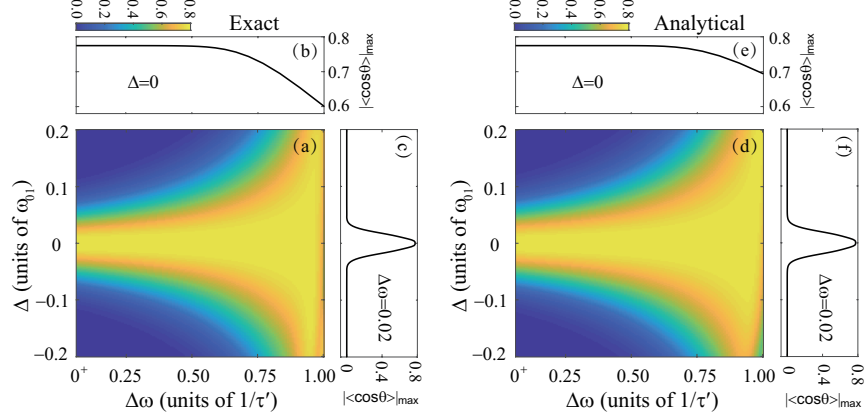 0.0 0.2 0.4 0.6 0.8
Exact
(b)
Δ=0
0.8
0.7
0.6
|<cosθ>|max
0.0 0.2 0.4 0.6 0.8
Analytical
(e)
Δ=0
0.8
0.7
0.6
|<cosθ>|max
Δ (units of ω01)
0.2
0.1
0
−0.1
−0.2
(a)
0+ 0.25 0.50 0.75 1.00
Δω (units of 1/τ′)
(c)
Δω=0.02
0 0.4 0.8
|<cosθ>|max
Δ (units of ω01)
0.2
0.1
0
−0.1
−0.2
(d)
0+ 0.25 0.50 0.75 1.00
Δω (units of 1/τ′)
(f)
Δω=0.02
0 0.4 0.8
|<cosθ>|max